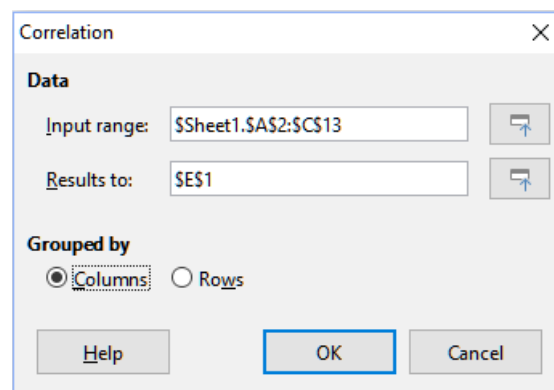 Correlation
Data
Input range: $Sheet1.$A$2:$C$13
Results to: $E$1
Grouped by
Columns Rows
Help OK Cancel